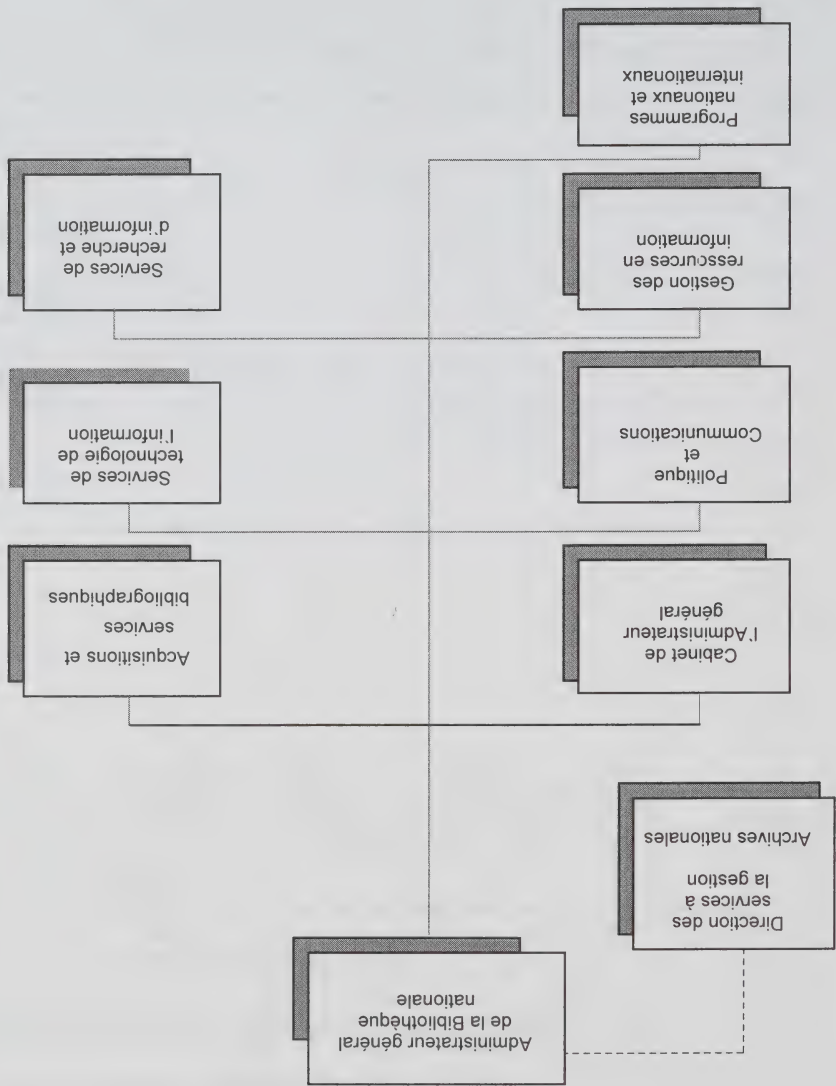 Administrateur général
de la Bibliothèque
nationale
Direction des
services à
la gestion
Archives nationales
Cabinet de
l'Administrateur
général
Acquisitions et
services
bibliographiques
Politique
et
Communications
Services de
technologie de
l'information
Gestion des
ressources en
information
Services de
recherche et
d'information
Programmes
nationaux et
internationaux